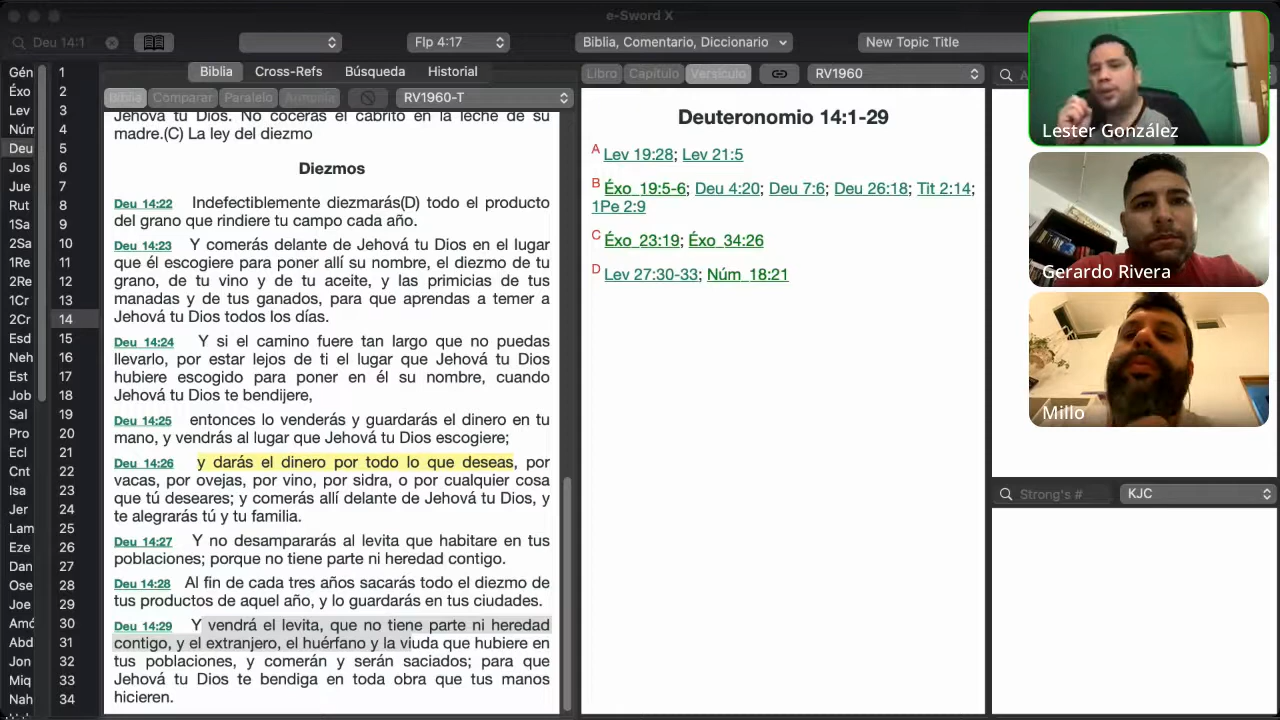 e-Sword X
Deu 14:1
Flp 4:17
Biblia, Comentario, Diccionario
New Topic Title
Gén
Éxo
Lev
Núm
Deu
Jos
Jue
Rut
1Sa
2Sa
1Re
2Re
1Cr
2Cr
Esd
Neh
Est
Job
Sal
Pro
Ecl
Cnt
Isa
Jer
Lam
Eze
Dan
Ose
Joe
Amó
Abd
Jon
Miq
Nah
1
2
3
4
5
6
7
8
9
10
11
12
13
14
15
16
17
18
19
20
21
22
23
24
25
26
27
28
29
30
31
32
33
34
Biblia Cross-Refs Búsqueda Historial
Biblia Comparar Paralelo Armonía RV1960-T
Jehová tu Dios. No cocerás el cabrito en la leche de su
madre.(C) La ley del diezmo
Diezmos
Deu 14:22 Indefectiblemente diezmarás(D) todo el producto
del grano que rindiere tu campo cada año.
Deu 14:23 Y comerás delante de Jehová tu Dios en el lugar
que él escogiere para poner allí su nombre, el diezmo de tu
grano, de tu vino y de tu aceite, y las primicias de tus
manadas y de tus ganados, para que aprendas a temer a
Jehová tu Dios todos los días.
Deu 14:24 Y si el camino fuere tan largo que no puedas
llevarlo, por estar lejos de ti el lugar que Jehová tu Dios
hubiere escogido para poner en él su nombre, cuando
Jehová tu Dios te bendijere,
Deu 14:25 entonces lo venderás y guardarás el dinero en tu
mano, y vendrás al lugar que Jehová tu Dios escogiere;
Deu 14:26 y darás el dinero por todo lo que deseas, por
vacas, por ovejas, por vino, por sidra, o por cualquier cosa
que tú deseares; y comerás allí delante de Jehová tu Dios, y
te alegrarás tú y tu familia.
Deu 14:27 Y no desampararás al levita que habitare en tus
poblaciones; porque no tiene parte ni heredad contigo.
Deu 14:28 Al fin de cada tres años sacarás todo el diezmo de
tus productos de aquel año, y lo guardarás en tus ciudades.
Deu 14:29 Y vendrá el levita, que no tiene parte ni heredad
contigo, y el extranjero, el huérfano y la viuda que hubiere en
tus poblaciones, y comerán y serán saciados; para que
Jehová tu Dios te bendiga en toda obra que tus manos
hicieren.
Libro Capítulo Versículo RV1960
Deuteronomio 14:1-29
A Lev 19:28; Lev 21:5
B Éxo 19:5-6; Deu 4:20; Deu 7:6; Deu 26:18; Tit 2:14;
1Pe 2:9
C Éxo 23:19; Éxo 34:26
D Lev 27:30-33; Núm 18:21
Lester González
Gerardo Rivera
Millo
Strong's # KJC